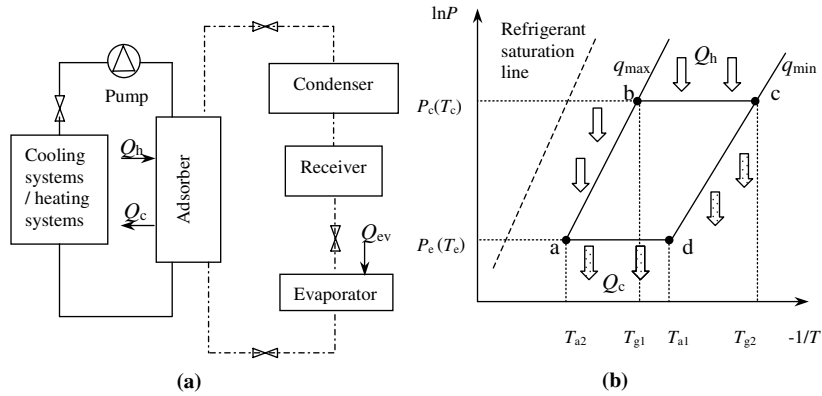 Pump
Cooling
systems
/ heating
systems
Q_h
Q_c
Adsorber
Condenser
Receiver
Q_ev
Evaporator
(a)
lnP
Refrigerant
saturation
line
q_max
Q_h
q_min
b
c
P_c(T_c)
P_e(T_e)
a
d
Q_c
T_a2
T_g1
T_a1
T_g2
-1/T
(b)